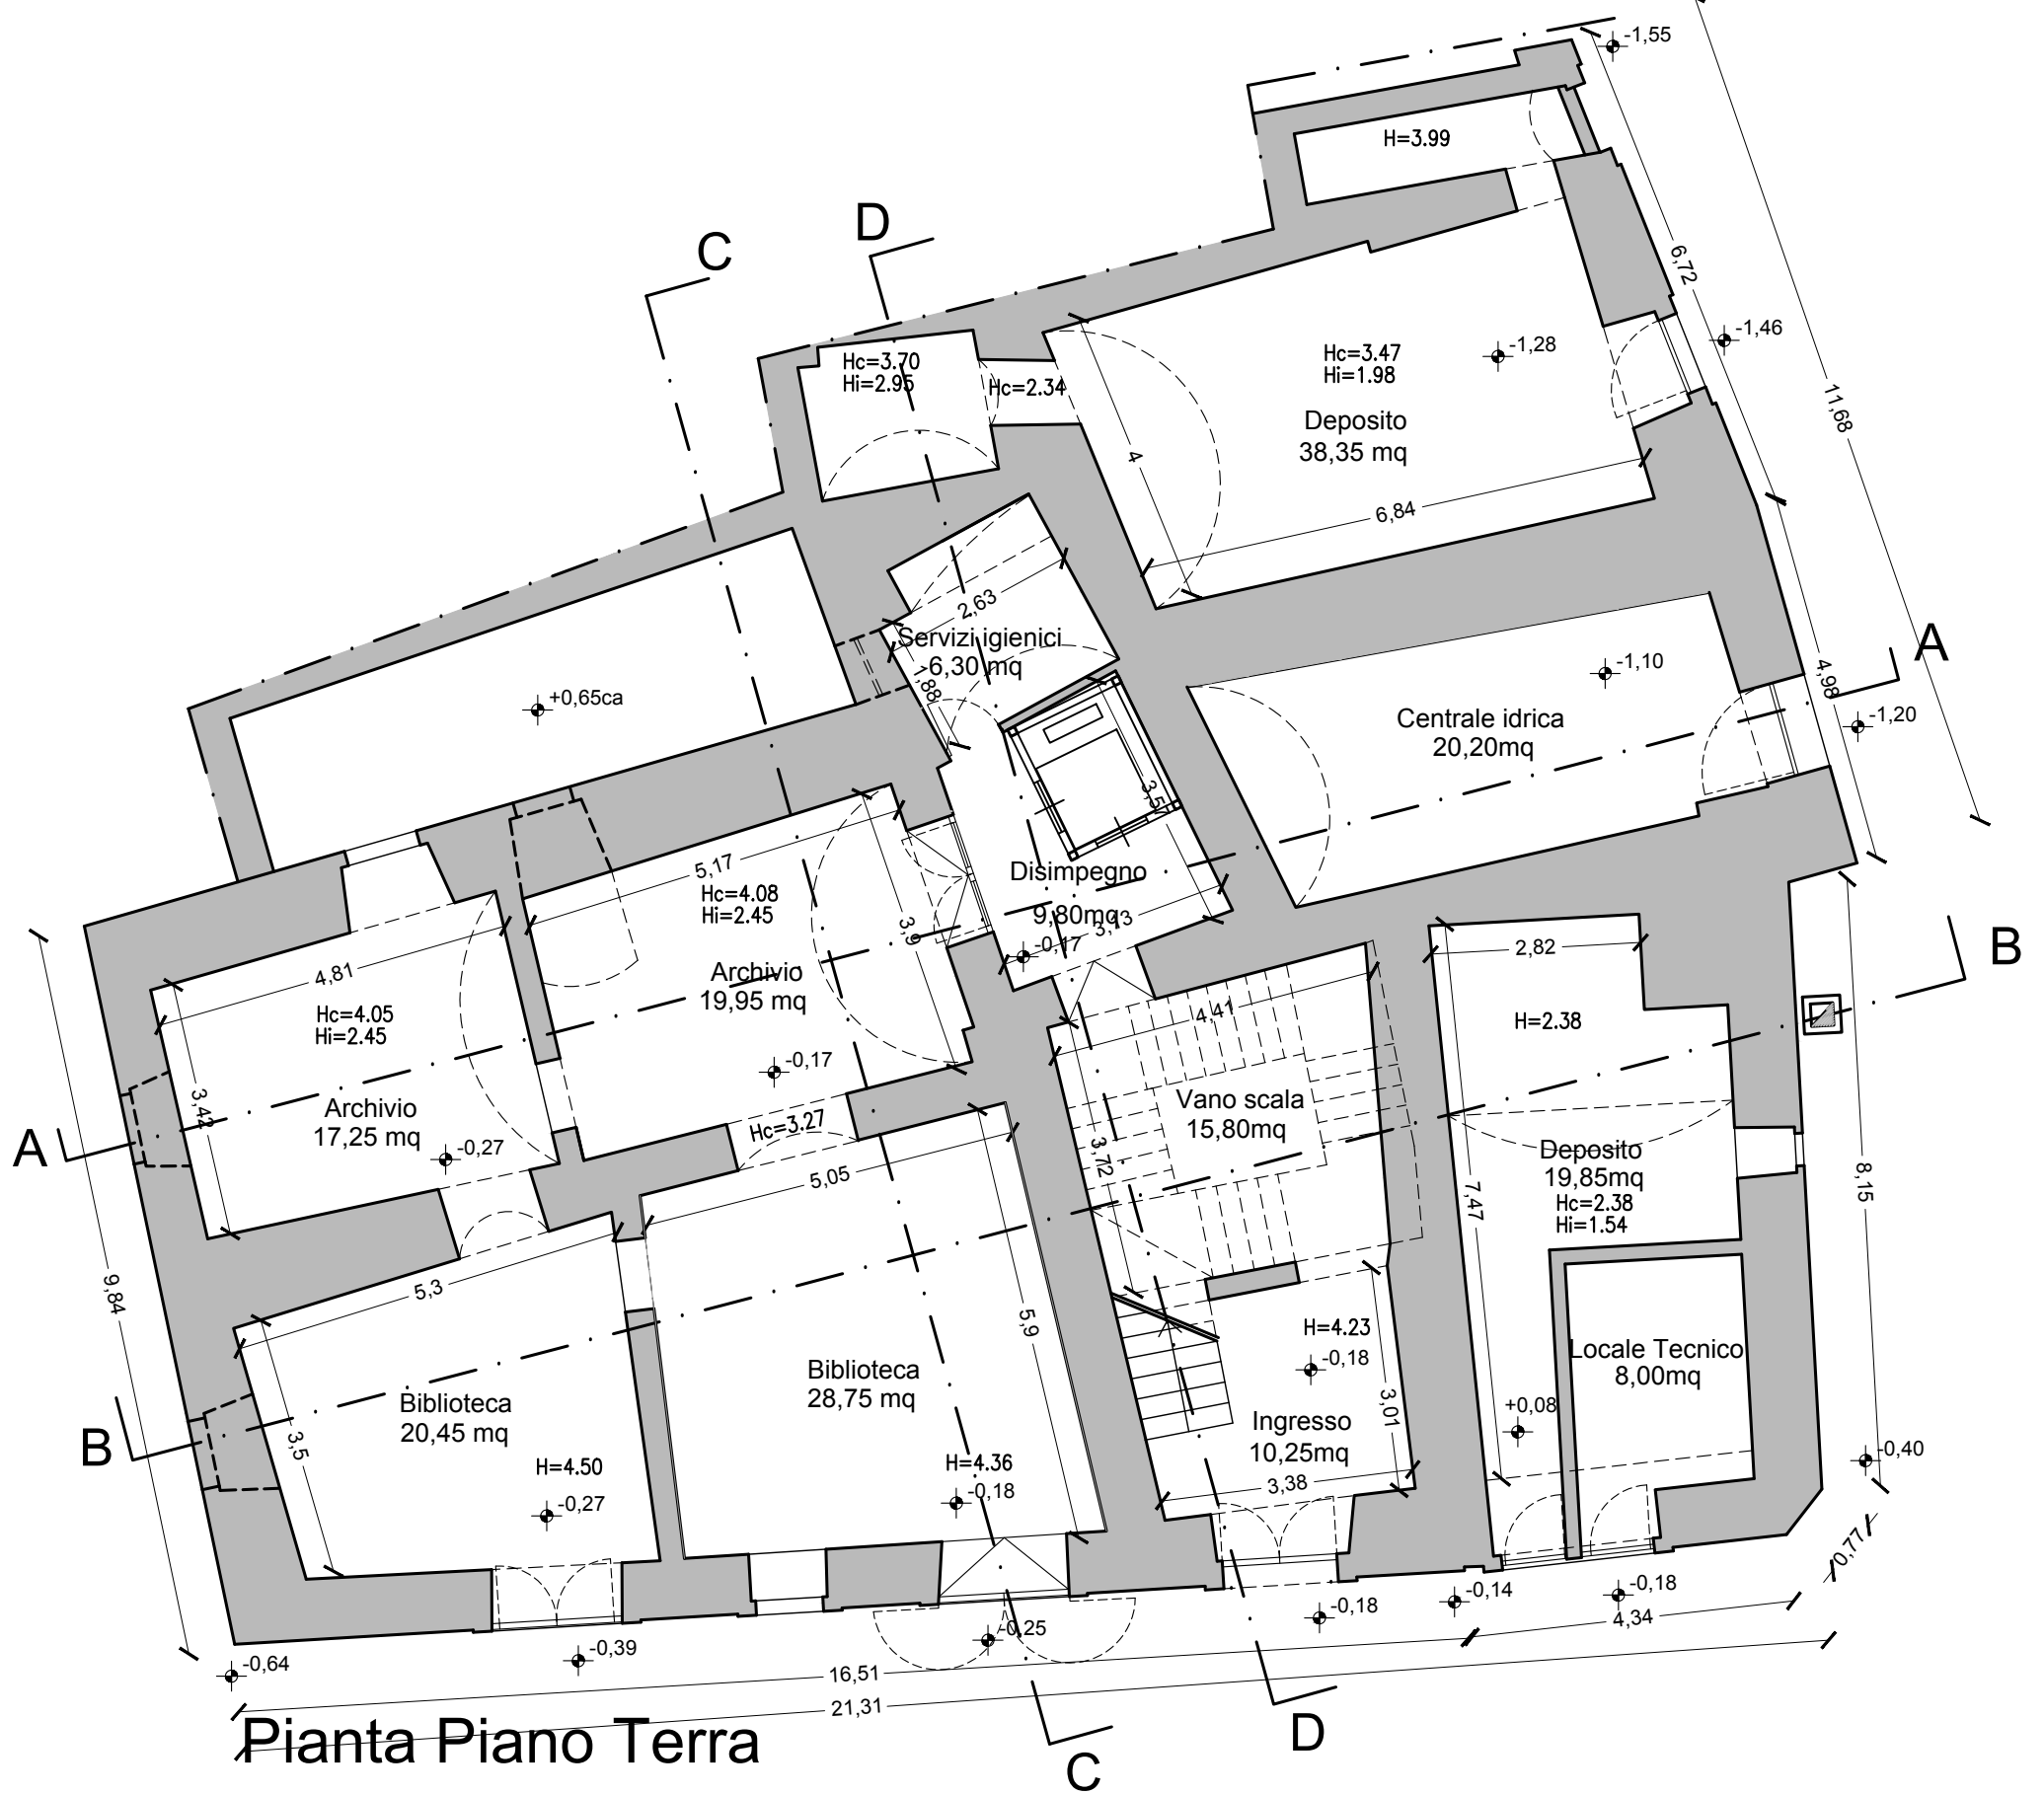 -1,55
H=3.99
D
C
6,72
-1,46
Hc=3.70
Hi=2.95
Hc=2.34
Hc=3.47
Hi=1.98
-1,28
Deposito
38,35 mq
11,68
4
6,84
2,63
Servizi igienici
6,30 mq
1,88
A
-1,10
4,98
+0,65ca
Centrale idrica
20,20mq
-1,20
3,5
5,17
Hc=4.08
Hi=2.45
3,9
Disimpegno
9,80mq
3,13
-0,17
B
2,82
4,81
Hc=4.05
Hi=2.45
Archivio
19,95 mq
4,41
H=2.38
-0,17
3,42
Archivio
17,25 mq
A
-0,27
Hc=3.27
Vano scala
15,80mq
3,72
Deposito
19,85mq
Hc=2.38
Hi=1.54
5,05
7,47
8,15
9,84
5,3
5,9
H=4.23
-0,18
Locale Tecnico
8,00mq
Biblioteca
28,75 mq
Biblioteca
20,45 mq
3,01
+0,08
Ingresso
10,25mq
B
3,5
H=4.50
H=4.36
-0,40
3,38
-0,27
-0,18
0,77
-0,18
-0,14
-0,18
4,34
-0,25
-0,39
-0,64
16,51
21,31
Pianta Piano Terra
D
C